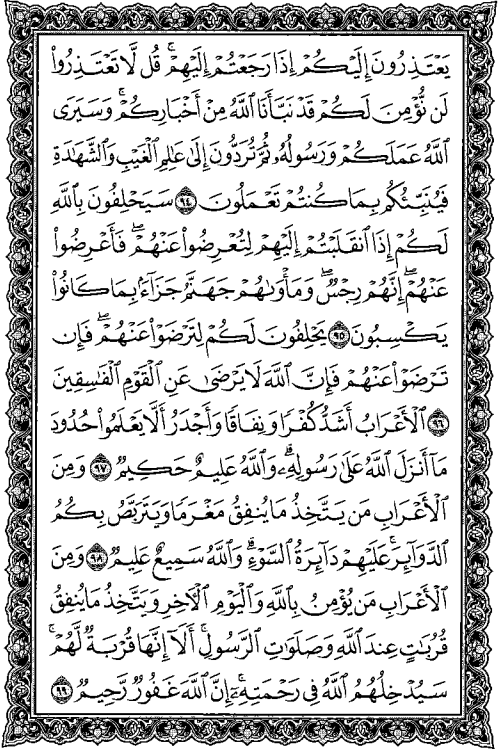 يَعْتَذِرُونَ إِلَيْكُمْ إِذَا رَجَعْتُمْ إِلَيْهِمْ ۚ قُل لَّا تَعْتَذِرُوا۟
لَن نُّؤْمِنَ لَكُمْ قَدْ نَبَّأَنَا ٱللَّهُ مِنْ أَخْبَارِكُمْ ۚ وَسَيَرَى
ٱللَّهُ عَمَلَكُمْ وَرَسُولُهُۥ ثُمَّ تُرَدُّونَ إِلَىٰ عَـٰلِمِ ٱلْغَيْبِ وَٱلشَّهَـٰدَةِ
فَيُنَبِّئُكُم بِمَا كُنتُمْ تَعْمَلُونَ ٩٤ سَيَحْلِفُونَ بِٱللَّهِ
لَكُمْ إِذَا ٱنقَلَبْتُمْ إِلَيْهِمْ لِتُعْرِضُوا۟ عَنْهُمْ ۖ فَأَعْرِضُوا۟
عَنْهُمْ ۖ إِنَّهُمْ رِجْسٌ ۖ وَمَأْوَىٰهُمْ جَهَنَّمُ جَزَآءًۢ بِمَا كَانُوا۟
يَكْسِبُونَ ٩٥ يَحْلِفُونَ لَكُمْ لِتَرْضَوْا۟ عَنْهُمْ ۖ فَإِن
تَرْضَوْا۟ عَنْهُمْ فَإِنَّ ٱللَّهَ لَا يَرْضَىٰ عَنِ ٱلْقَوْمِ ٱلْفَـٰسِقِينَ
٩٦ ٱلْأَعْرَابُ أَشَدُّ كُفْرًا وَنِفَاقًا وَأَجْدَرُ أَلَّا يَعْلَمُوا۟ حُدُودَ
مَآ أَنزَلَ ٱللَّهُ عَلَىٰ رَسُولِهِۦ ۗ وَٱللَّهُ عَلِيمٌ حَكِيمٌ ٩٧ وَمِنَ
ٱلْأَعْرَابِ مَن يَتَّخِذُ مَا يُنفِقُ مَغْرَمًا وَيَتَرَبَّصُ بِكُمُ
ٱلدَّوَآئِرَ ۚ عَلَيْهِمْ دَآئِرَةُ ٱلسَّوْءِ ۗ وَٱللَّهُ سَمِيعٌ عَلِيمٌ ٩٨ وَمِنَ
ٱلْأَعْرَابِ مَن يُؤْمِنُ بِٱللَّهِ وَٱلْيَوْمِ ٱلْـَٔاخِرِ وَيَتَّخِذُ مَا يُنفِقُ
قُرُبَـٰتٍ عِندَ ٱللَّهِ وَصَلَوَٰتِ ٱلرَّسُولِ ۚ أَلَآ إِنَّهَا قُرْبَةٌ لَّهُمْ ۚ
سَيُدْخِلُهُمُ ٱللَّهُ فِى رَحْمَتِهِۦٓ ۗ إِنَّ ٱللَّهَ غَفُورٌ رَّحِيمٌ ٩٩